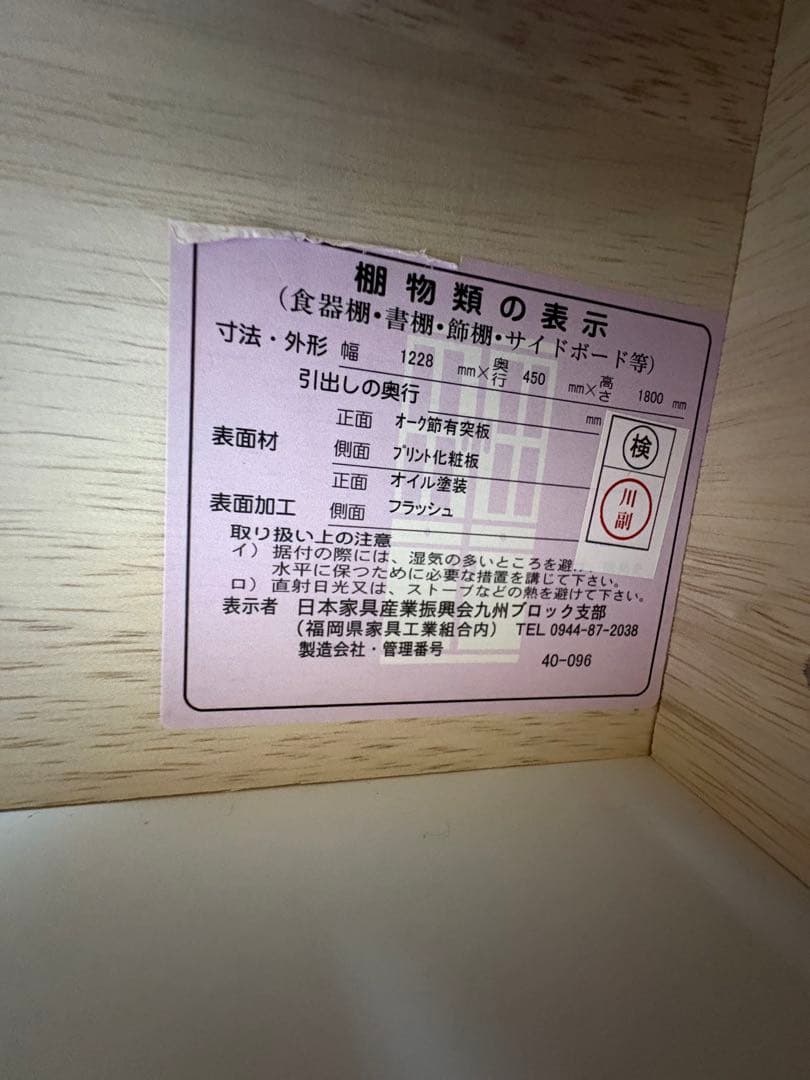 棚物類の表示
(食器棚・書棚・飾棚・サイドボード等)
寸法・外形 幅 1228 mm×奥行 450 mm×高さ 1800 mm
引出しの奥行 mm
表面材 正面 オーク節有突板
側面 プリント化粧板
表面加工 正面 オイル塗装
側面 フラッシュ
検
川副
取り扱い上の注意
イ) 据付の際には、湿気の多いところを避け
水平に保つために必要な措置を講じて下さい。
ロ) 直射日光又は、ストーブなどの熱を避けて下さい。
表示者 日本家具産業振興会九州ブロック支部
(福岡県家具工業組合内) TEL 0944-87-2038
製造会社・管理番号 40-096